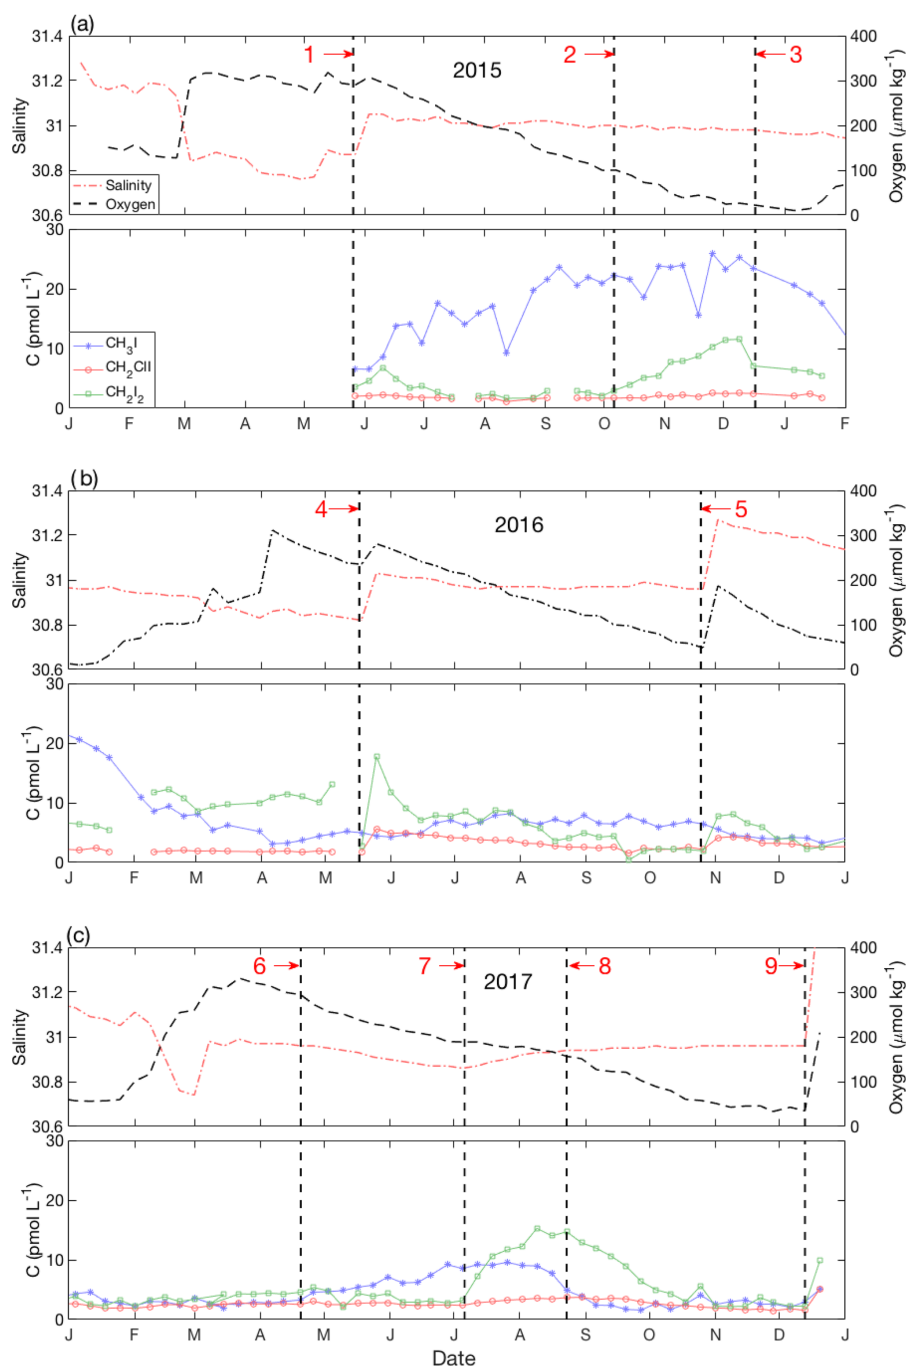 (a)
31.4
31.2
31
30.8
30.6
Salinity
400
300
200
100
0
Oxygen (μmol kg-1)
1
2
3
2015
Salinity
Oxygen
30
20
10
0
C (pmol L-1)
CH3I
CH2ClI
CH2I2
J F M A M J J A S O N D J F
(b)
31.4
31.2
31
30.8
30.6
Salinity
400
300
200
100
0
Oxygen (μmol kg-1)
4
2016
5
30
20
10
0
C (pmol L-1)
J F M A M J J A S O N D J
(c)
31.4
31.2
31
30.8
30.6
Salinity
400
300
200
100
0
Oxygen (μmol kg-1)
6
7
2017
8
9
30
20
10
0
C (pmol L-1)
J F M A M J J A S O N D J
Date